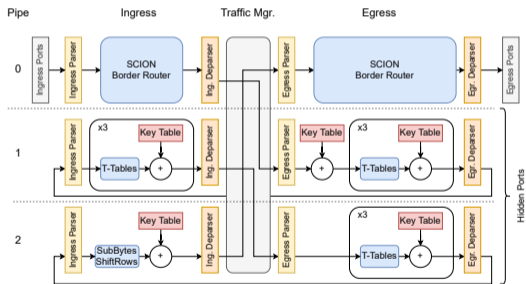 Pipe Ingress Traffic Mgr. Egress
0
Ingress Ports
Ingress Parser
SCION
Border Router
Ing. Deparser
Egress Parser
SCION
Border Router
Egr. Deparser
Egress Ports
1
Ingress Parser
x3
Key Table
T-Tables
+
Ing. Deparser
Egress Parser
Key Table
+
x3
Key Table
T-Tables
+
Egr. Deparser
Hidden Ports
2
Ingress Parser
SubBytes
ShiftRows
Key Table
+
Ing. Deparser
Egress Parser
x3
Key Table
T-Tables
+
Egr. Deparser